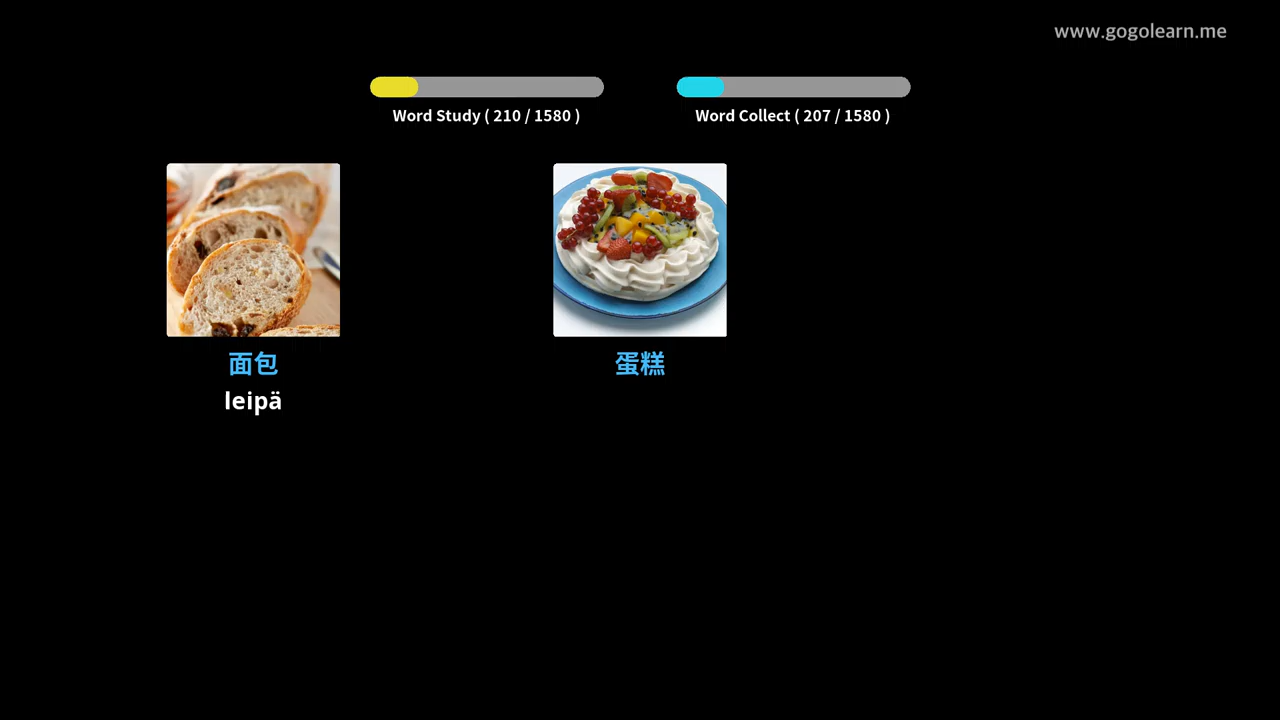 www.gogolearn.me
Word Study ( 210 / 1580 )
Word Collect ( 207 / 1580 )
面包
leipä
蛋糕